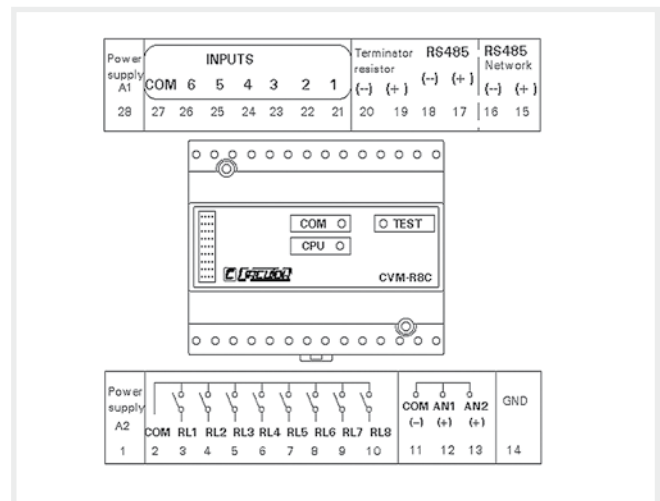 Power supply A1
INPUTS
COM 6 5 4 3 2 1
Terminator resistor
(--) (+)
RS485
(--) (+)
RS485
Network
(--) (+)
28 27 26 25 24 23 22 21 20 19 18 17 16 15
COM
TEST
CPU
CIRCUTOR
CVM-R8C
Power supply A2
COM RL1 RL2 RL3 RL4 RL5 RL6 RL7 RL8
COM AN1 AN2
(-) (+) (+)
GND
1 2 3 4 5 6 7 8 9 10 11 12 13 14